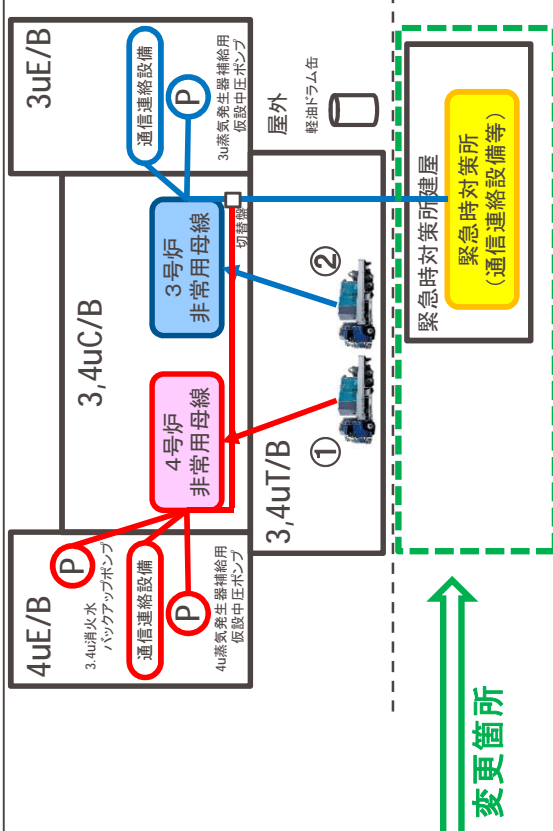 4uE/B
P
3.4u消火水
バックアップポンプ
通信連絡設備
P
4u蒸気発生器補給用
仮設中圧ポンプ
3,4uC/B
4号炉
非常用母線
3号炉
非常用母線
切替盤
3uE/B
通信連絡設備
P
3u蒸気発生器補給用
仮設中圧ポンプ
3,4uT/B
①
②
屋外
軽油ドラム缶
変更箇所
緊急時対策所建屋
緊急時対策所
(通信連絡設備等)